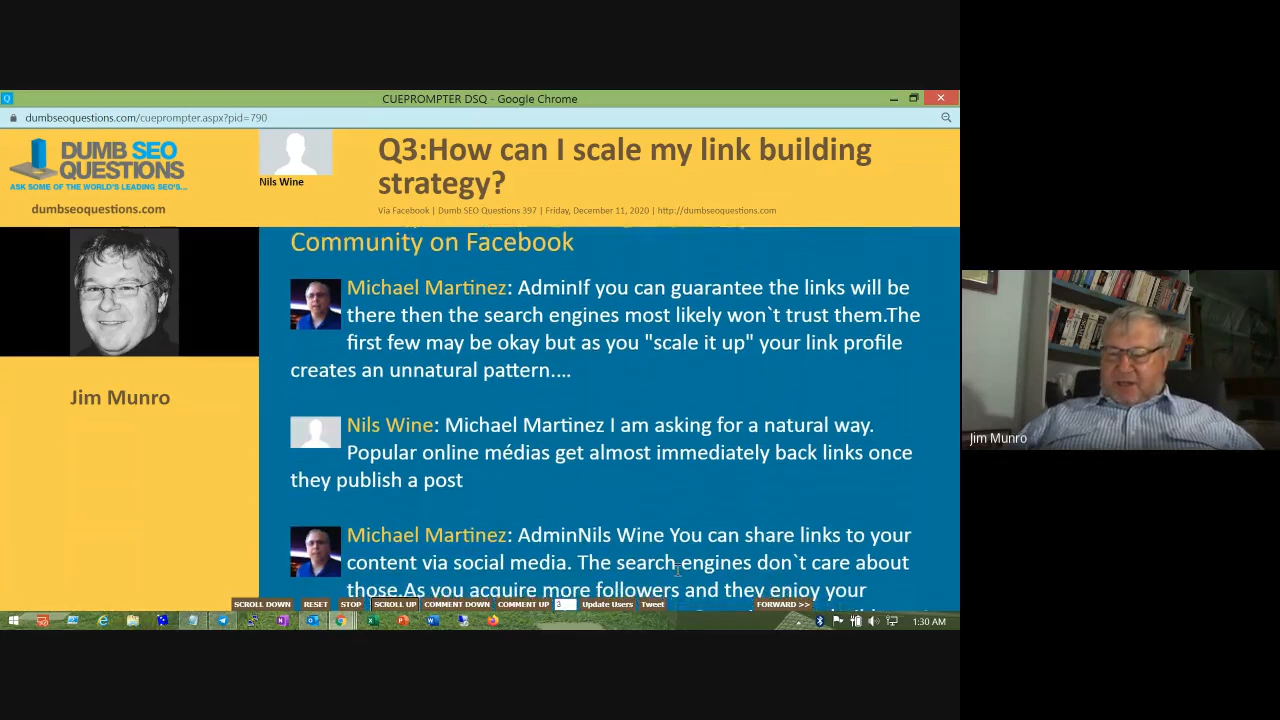 CUEPROMPTER DSQ - Google Chrome
dumbseoquestions.com/cueprompter.aspx?pid=790
DUMB SEO
QUESTIONS
ASK SOME OF THE WORLD'S LEADING SEO'S...
dumbseoquestions.com
Nils Wine
Q3:How can I scale my link building
strategy?
Via Facebook | Dumb SEO Questions 397 | Friday, December 11, 2020 | http://dumbseoquestions.com
Jim Munro
Community on Facebook
Michael Martinez: AdminIf you can guarantee the links will be
there then the search engines most likely won`t trust them.The
first few may be okay but as you "scale it up" your link profile
creates an unnatural pattern....
Nils Wine: Michael Martinez I am asking for a natural way.
Popular online médias get almost immediately back links once
they publish a post
Michael Martinez: AdminNils Wine You can share links to your
content via social media. The search engines don`t care about
those.As you acquire more followers and they enjoy your
SCROLL DOWN RESET STOP SCROLL UP COMMENT DOWN COMMENT UP 3 Update Users Tweet FORWARD >>
1:30 AM
Jim Munro